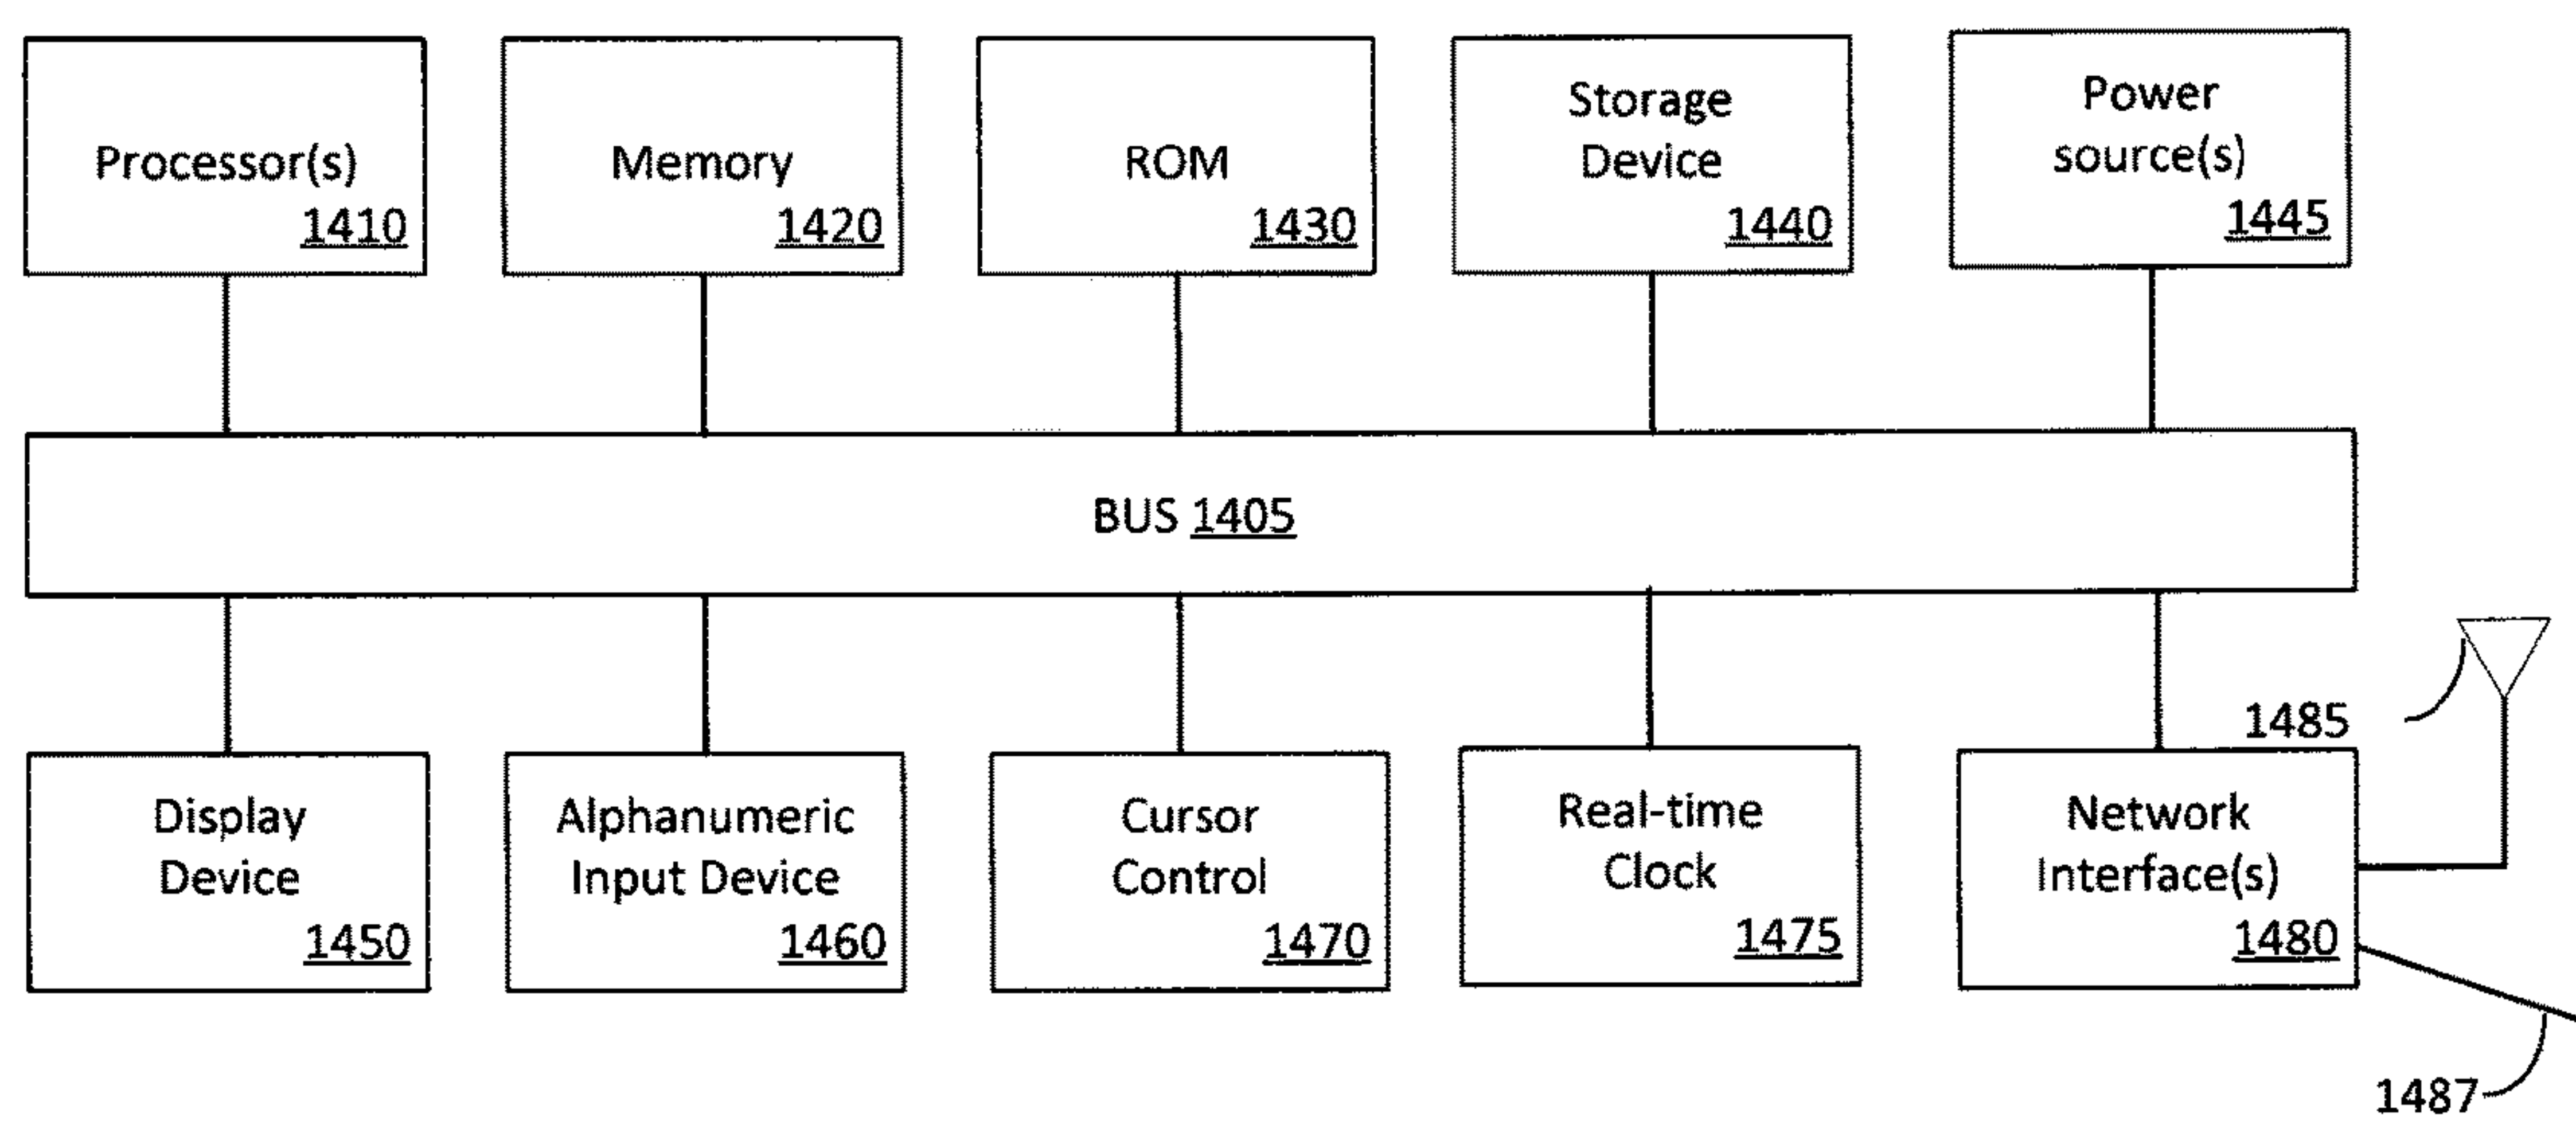 Processor(s)
1410
Memory
1420
ROM
1430
Storage
Device
1440
Power
source(s)
1445
BUS 1405
Display
Device
1450
Alphanumeric
Input Device
1460
Cursor
Control
1470
Real-time
Clock
1475
Network
Interface(s)
1480
1485
1487